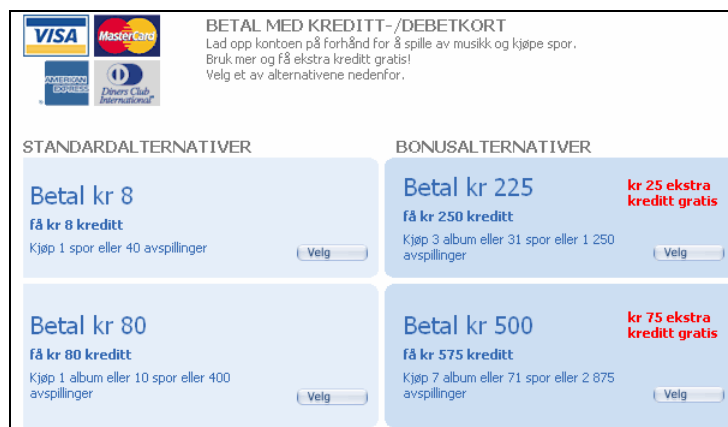 VISA
MasterCard
AMERICAN EXPRESS
Diners Club
International®
BETAL MED KREDITT-/DEBETKORT
Lad opp kontoen på forhånd for å spille av musikk og kjøpe spor.
Bruk mer og få ekstra kreditt gratis!
Velg et av alternativene nedenfor.
STANDARDALTERNATIVER
Betal kr 8
få kr 8 kreditt
Kjøp 1 spor eller 40 avspillinger
Velg
Betal kr 80
få kr 80 kreditt
Kjøp 1 album eller 10 spor eller 400
avspillinger
Velg
BONUSALTERNATIVER
Betal kr 225
kr 25 ekstra
kreditt gratis
få kr 250 kreditt
Kjøp 3 album eller 31 spor eller 1 250
avspillinger
Velg
Betal kr 500
kr 75 ekstra
kreditt gratis
få kr 575 kreditt
Kjøp 7 album eller 71 spor eller 2 875
avspillinger
Velg